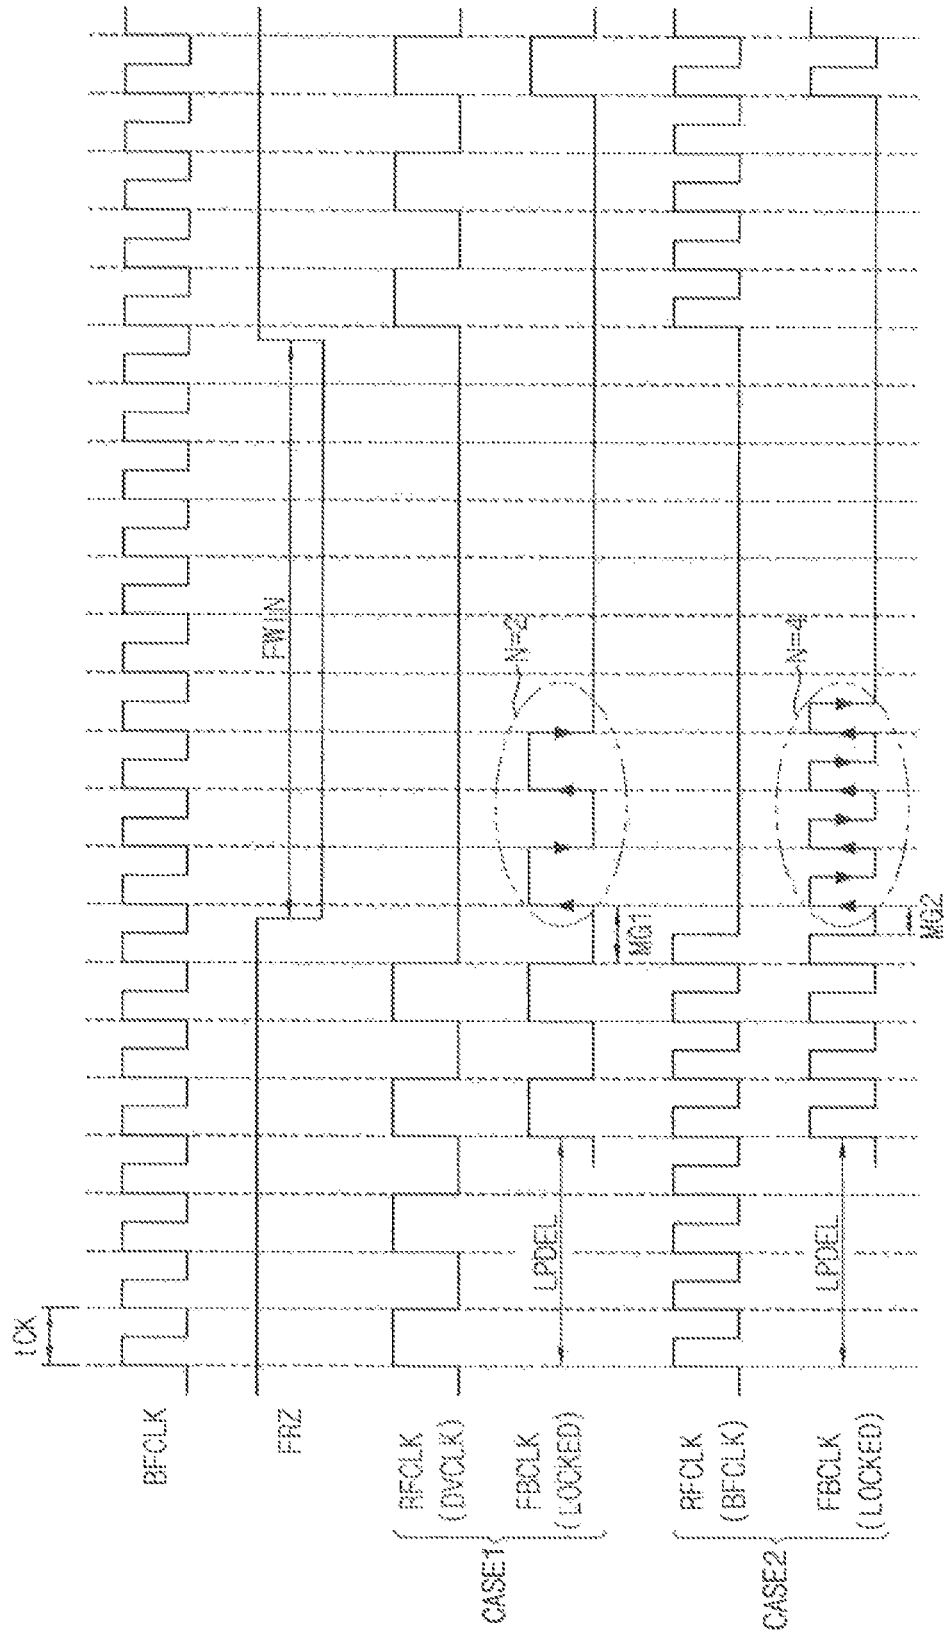 1CK
BFCLK
FRZ
FWIN
RFCLK
(DVCLK)
FBCLK
(LOCKED)
CASE1
LPDEL
MG1
N=2
RFCLK
(BFCLK)
FBCLK
(LOCKED)
CASE2
LPDEL
MG2
N=4